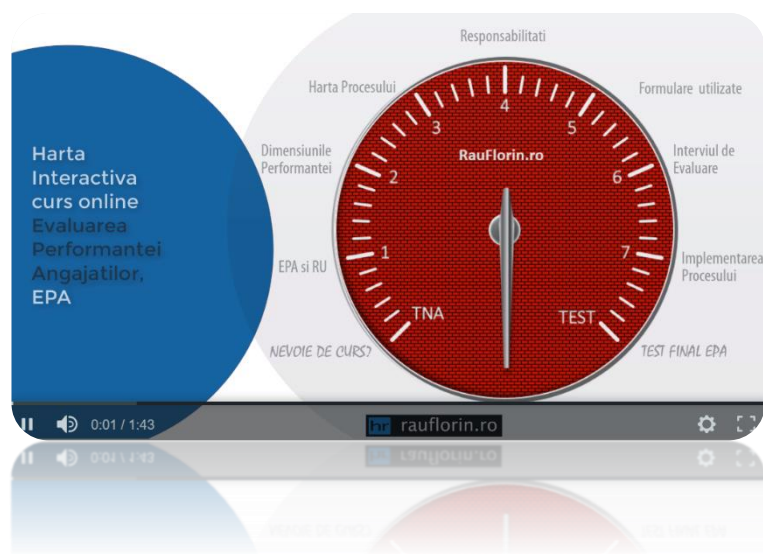 Harta
Interactiva
curs online
Evaluarea
Performantei
Angajatilor,
EPA
Responsabilitati
Harta Procesului
Formulare utilizate
Dimensiunile
Performantei
Interviul de
Evaluare
EPA si RU
Implementarea
Procesului
NEVOIE DE CURS?
TEST FINAL EPA
RauFlorin.ro
1
2
3
4
5
6
7
TNA
TEST
0:01 / 1:43
hr rauflorin.ro